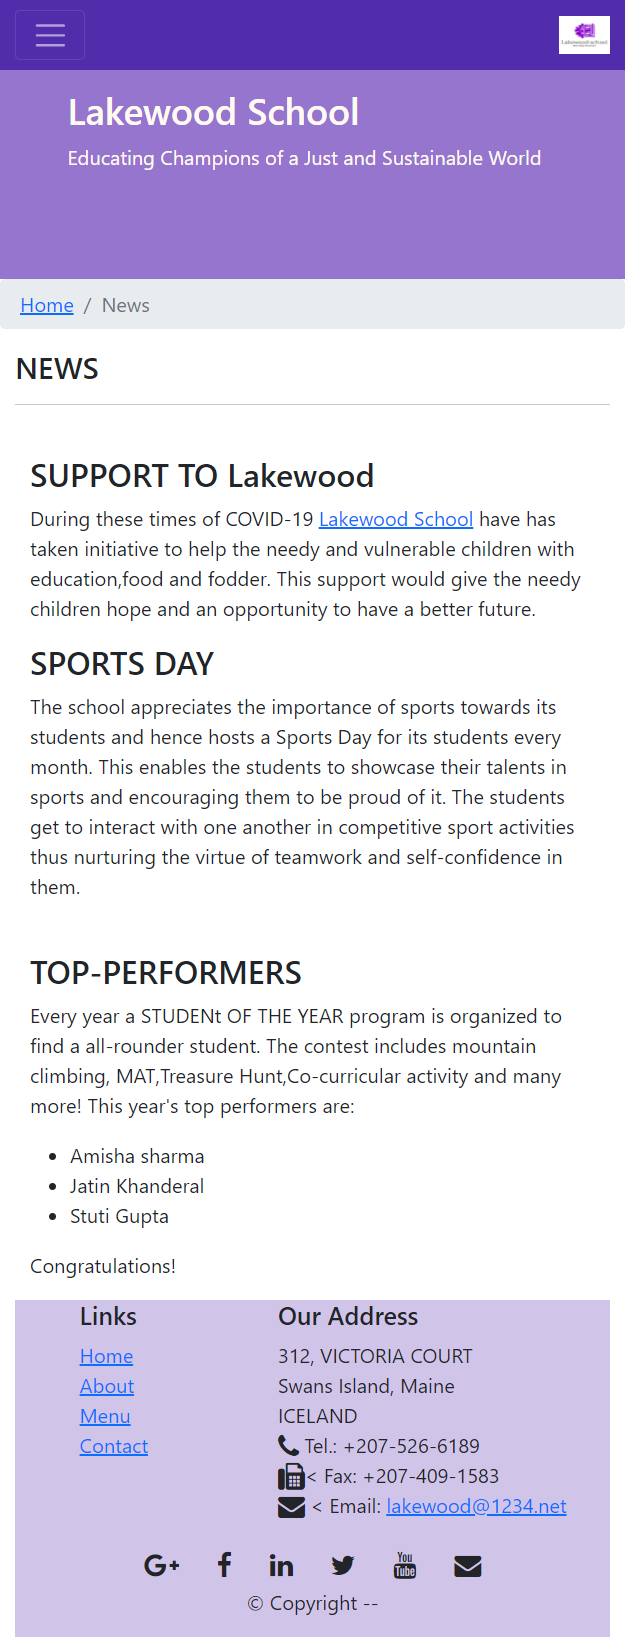 Lakewood School
Educating Champions of a Just and Sustainable World
Home / News
NEWS
SUPPORT TO Lakewood
During these times of COVID-19 Lakewood School have has
taken initiative to help the needy and vulnerable children with
education,food and fodder. This support would give the needy
children hope and an opportunity to have a better future.
SPORTS DAY
The school appreciates the importance of sports towards its
students and hence hosts a Sports Day for its students every
month. This enables the students to showcase their talents in
sports and encouraging them to be proud of it. The students
get to interact with one another in competitive sport activities
thus nurturing the virtue of teamwork and self-confidence in
them.
TOP-PERFORMERS
Every year a STUDENt OF THE YEAR program is organized to
find a all-rounder student. The contest includes mountain
climbing, MAT,Treasure Hunt,Co-curricular activity and many
more! This year's top performers are:
Amisha sharma
Jatin Khanderal
Stuti Gupta
Congratulations!
Links
Home
About
Menu
Contact
Our Address
312, VICTORIA COURT
Swans Island, Maine
ICELAND
Tel.: +207-526-6189
< Fax: +207-409-1583
< Email: lakewood@1234.net
You
Tube
© Copyright --